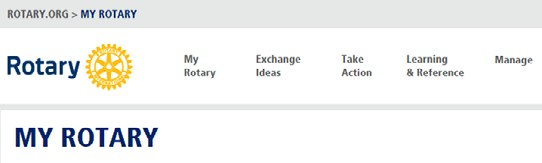 ROTARY.ORG > MY ROTARY
Rotary
My
Rotary
Exchange
Ideas
Take
Action
Learning
& Reference
Manage
MY ROTARY